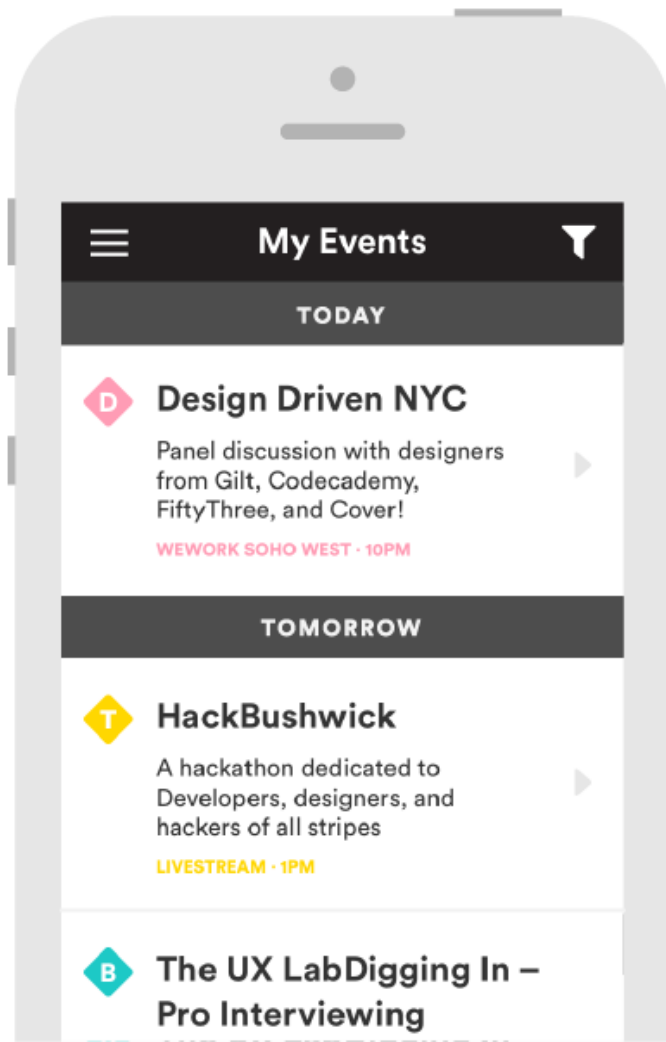 My Events
TODAY
D
Design Driven NYC
Panel discussion with designers
from Gilt, Codecademy,
FiftyThree, and Cover!
WEWORK SOHO WEST · 10PM
TOMORROW
T
HackBushwick
A hackathon dedicated to
Developers, designers, and
hackers of all stripes
LIVESTREAM · 1PM
B
The UX LabDigging In –
Pro Interviewing